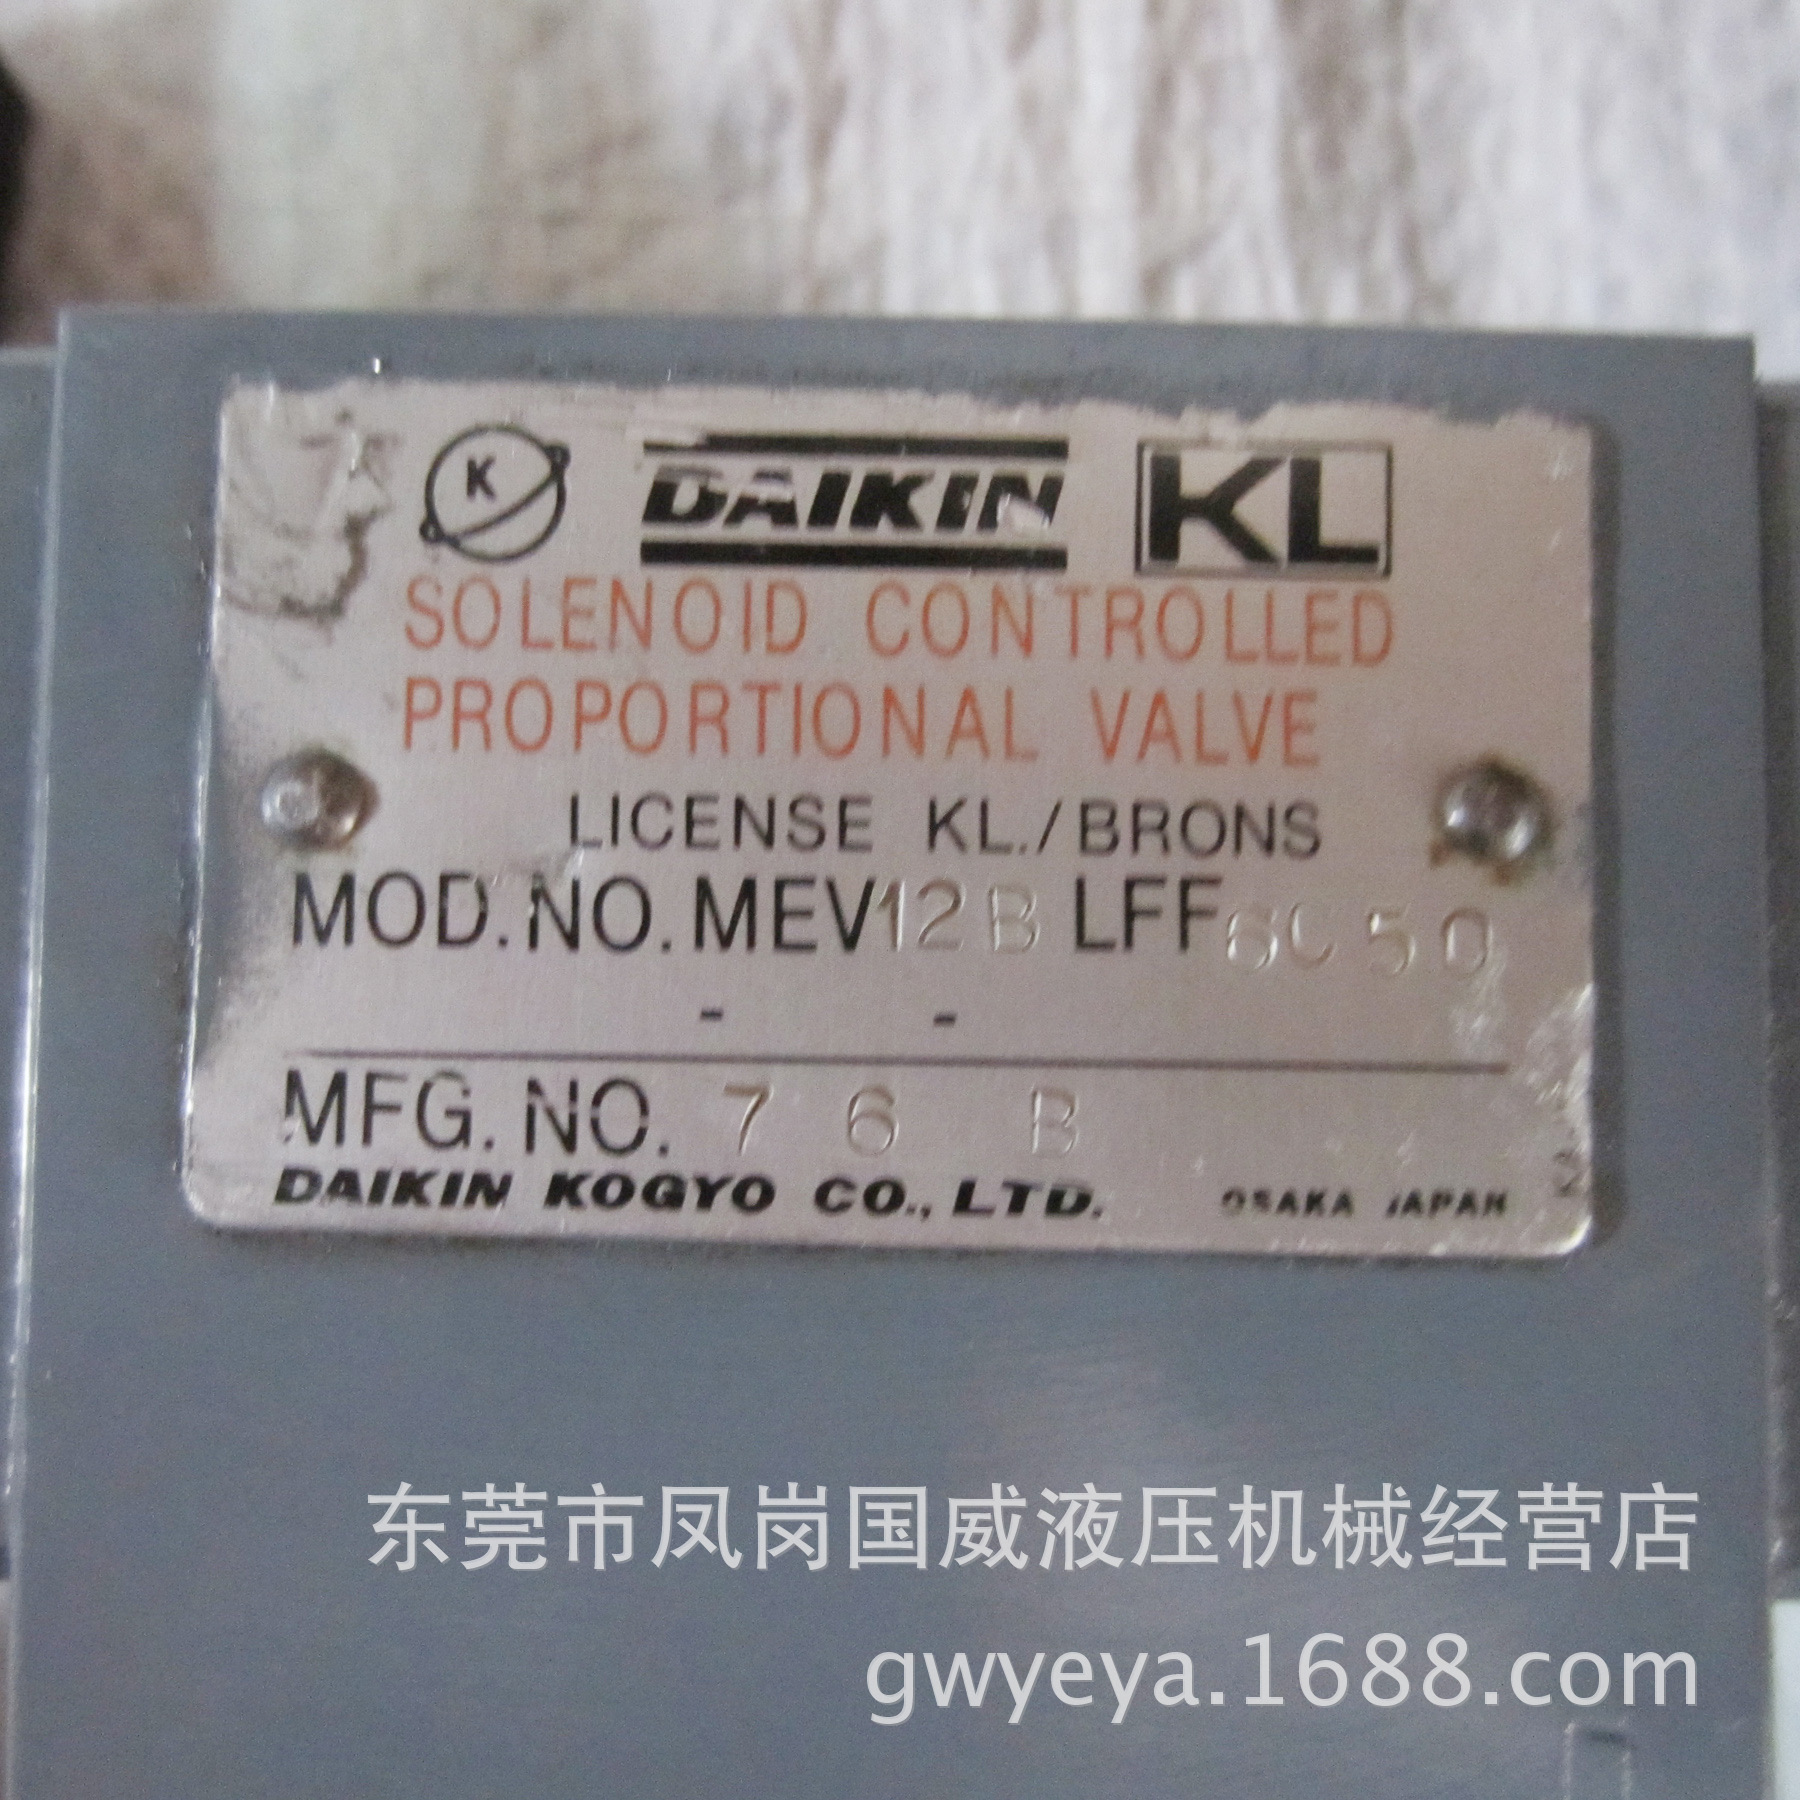 K DAIKIN KL
SOLENOID CONTROLLED
PROPORTIONAL VALVE
LICENSE KL./BRONS
MOD.NO.MEV12B LFF6C50
- -
MFG.NO. 7 6 B
DAIKIN KOGYO CO., LTD. OSAKA JAPAN
东莞市凤岗国威液压机械经营店
gwyeya.1688.com